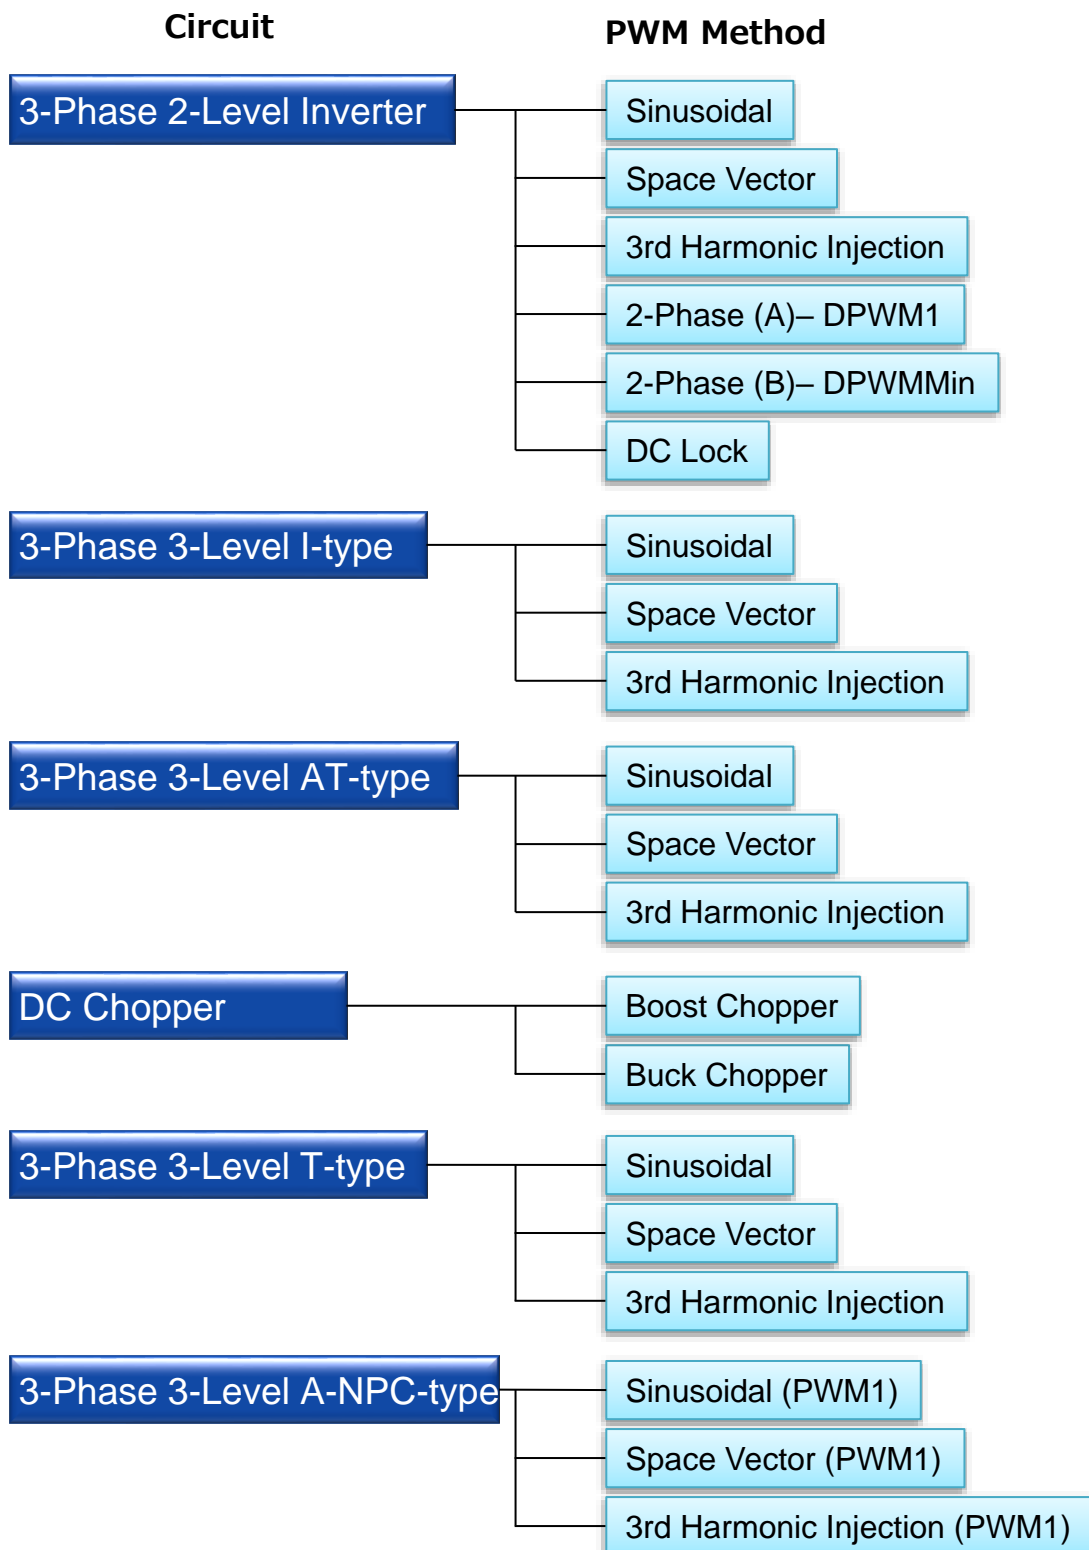 Circuit
PWM Method
3-Phase 2-Level Inverter
Sinusoidal
Space Vector
3rd Harmonic Injection
2-Phase (A)– DPWM1
2-Phase (B)– DPWMMin
DC Lock
3-Phase 3-Level I-type
Sinusoidal
Space Vector
3rd Harmonic Injection
3-Phase 3-Level AT-type
Sinusoidal
Space Vector
3rd Harmonic Injection
DC Chopper
Boost Chopper
Buck Chopper
3-Phase 3-Level T-type
Sinusoidal
Space Vector
3rd Harmonic Injection
3-Phase 3-Level A-NPC-type
Sinusoidal (PWM1)
Space Vector (PWM1)
3rd Harmonic Injection (PWM1)